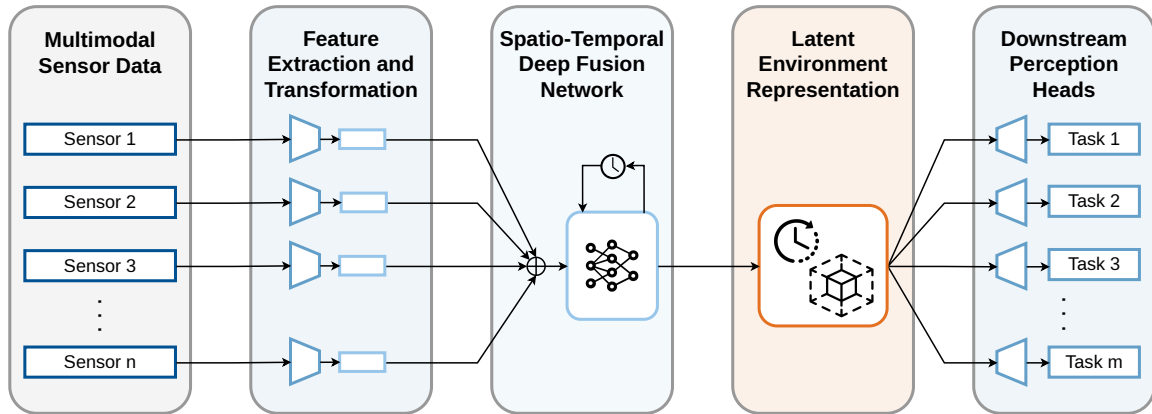 Multimodal
Sensor Data
Sensor 1
Sensor 2
Sensor 3
. . .
Sensor n
Feature
Extraction and
Transformation
Spatio-Temporal
Deep Fusion
Network
Latent
Environment
Representation
Downstream
Perception
Heads
Task 1
Task 2
Task 3
. . .
Task m